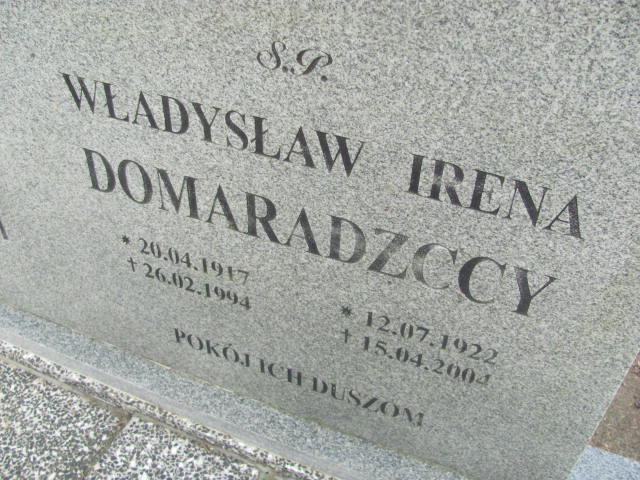 Ś.P.
WŁADYSŁAW IRENA
DOMARADZCCY
* 20.04.1917
† 26.02.1994
* 12.07.1922
† 15.04.2004
POKÓJ ICH DUSZOM